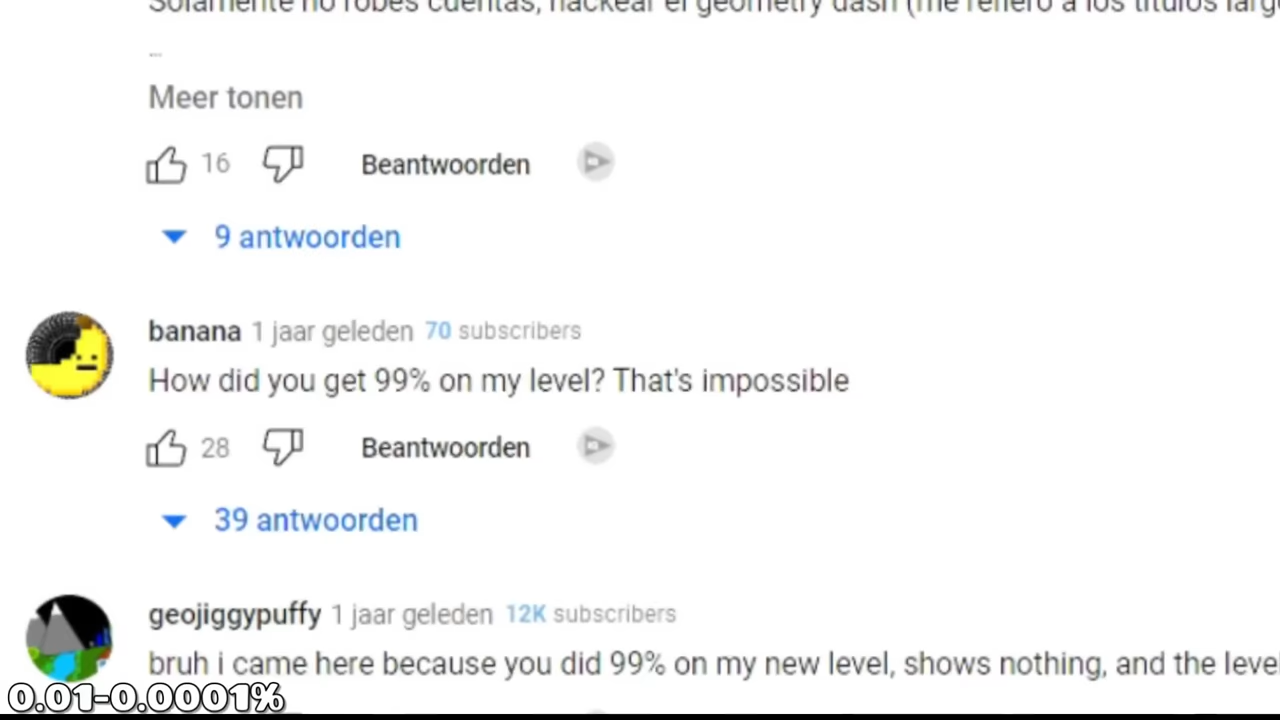 Solamente no robes cuentas, hackear el geometry dash (me refiero a los títulos larg
...
Meer tonen
16 Beantwoorden
9 antwoorden
banana 1 jaar geleden 70 subscribers
How did you get 99% on my level? That's impossible
28 Beantwoorden
39 antwoorden
geojiggypuffy 1 jaar geleden 12K subscribers
bruh i came here because you did 99% on my new level, shows nothing, and the level
0.01-0.0001%